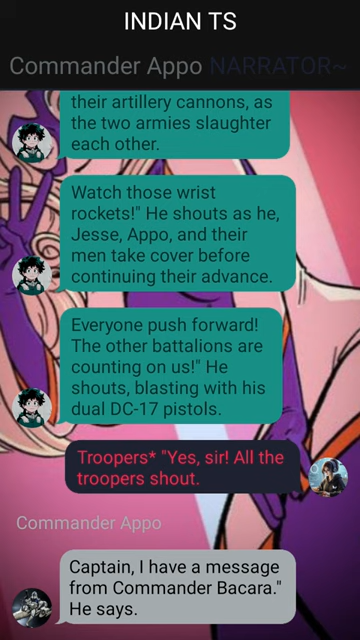 INDIAN TS
Commander Appo NARRATOR~
their artillery cannons, as
the two armies slaughter
each other.
Watch those wrist
rockets!" He shouts as he,
Jesse, Appo, and their
men take cover before
continuing their advance.
Everyone push forward!
The other battalions are
counting on us!" He
shouts, blasting with his
dual DC-17 pistols.
Troopers* "Yes, sir! All the
troopers shout.
Commander Appo
Captain, I have a message
from Commander Bacara."
He says.